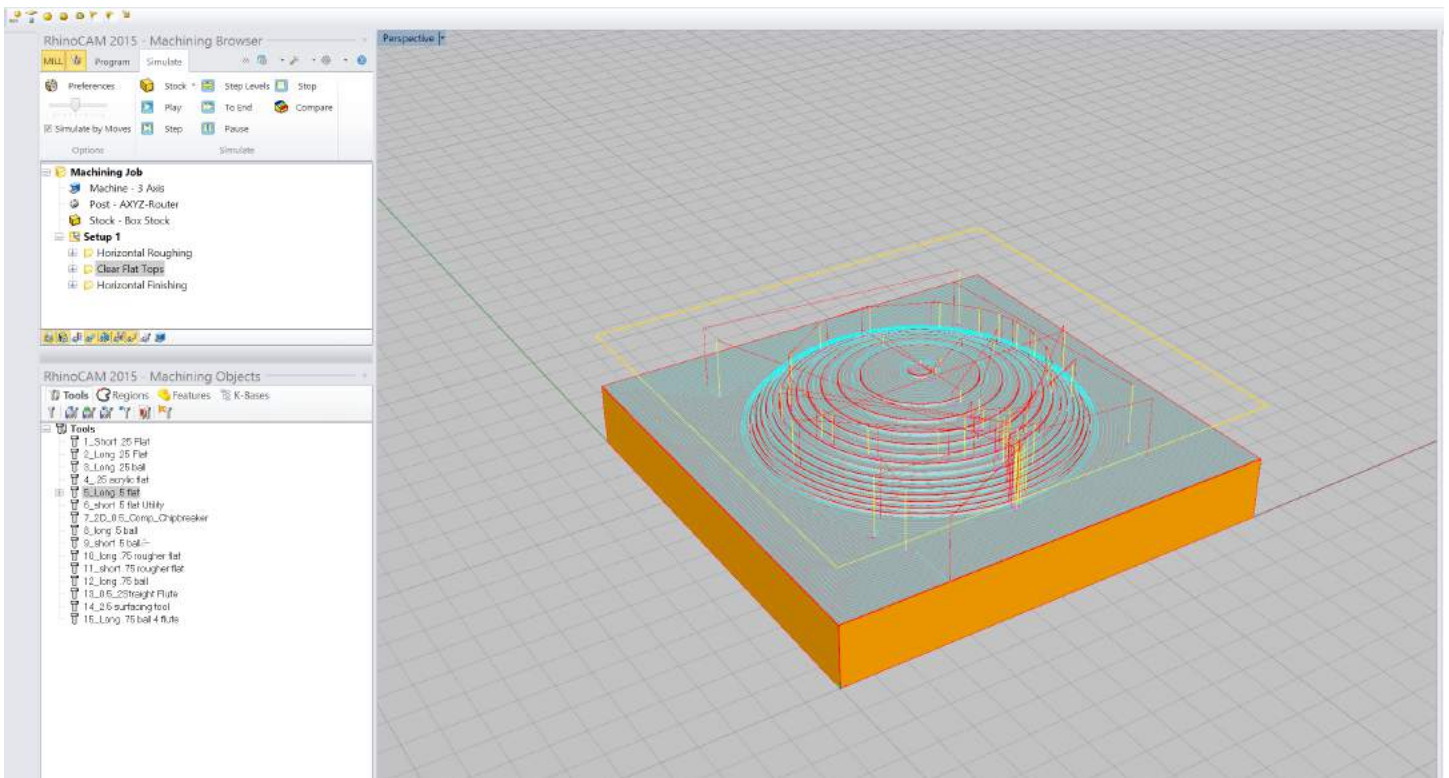 RhinoCAM 2015 - Machining Browser
MILL Program Simulate
Preferences Stock Step Levels Stop
Play To End Compare
Simulate by Moves Step Pause
Options Simulate
Machining Job
Machine - 3 Axis
Post - AXYZ-Router
Stock - Box Stock
Setup 1
Horizontal Roughing
Clear Flat Tops
Horizontal Finishing
RhinoCAM 2015 - Machining Objects
Tools Regions Features K-Bases
Tools
1_Short .25 Flat
2_Long .25 Flat
3_Long .25 ball
4_.25 acrylic flat
5_Long .5 flat
6_short .5 flat Utility
7_2D_0.5_Comp_Chipbreaker
8_long .5 ball
9_short .5 ball--
10_long .75 rougher flat
11_short .75 rougher flat
12_long .75 ball
13_0.5_2Straight Flute
14_2.5 surfacing tool
15_Long .75 ball 4 flute
Perspective